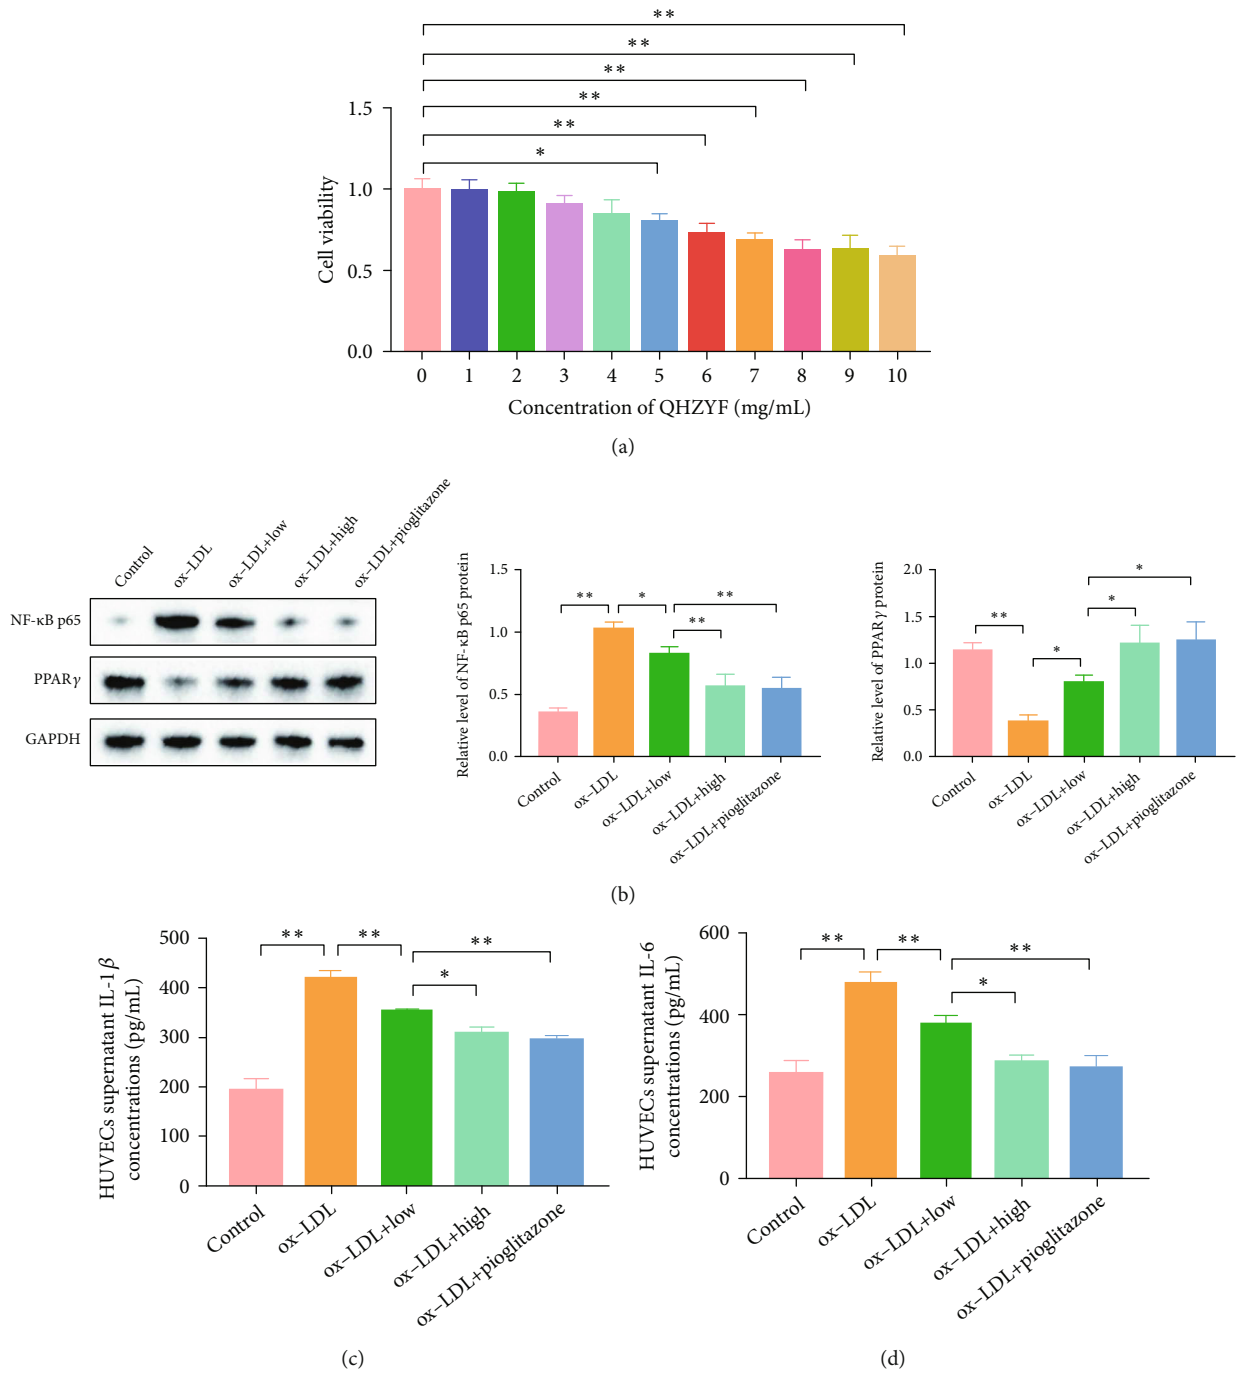 **
**
**
**
**
*
1.5
1.0
0.5
0.0
Cell viability
0 1 2 3 4 5 6 7 8 9 10
Concentration of QHZYF (mg/mL)
(a)
Control
ox–LDL
ox–LDL+low
ox–LDL+high
ox–LDL+pioglitazone
NF-κB p65
PPARγ
GAPDH
Relative level of NF-κB p65 protein
1.5
1.0
0.5
0.0
** * **
**
Control
ox–LDL
ox–LDL+low
ox–LDL+high
ox–LDL+pioglitazone
Relative level of PPARγ protein
2.0
1.5
1.0
0.5
0.0
*
** *
*
Control
ox–LDL
ox–LDL+low
ox–LDL+high
ox–LDL+pioglitazone
(b)
HUVECs supernatant IL-1β
concentrations (pg/mL)
500
400
300
200
100
0
** ** **
*
Control
ox–LDL
ox–LDL+low
ox–LDL+high
ox–LDL+pioglitazone
(c)
HUVECs supernatant IL-6
concentrations (pg/mL)
600
400
200
0
** ** **
*
Control
ox–LDL
ox–LDL+low
ox–LDL+high
ox–LDL+pioglitazone
(d)